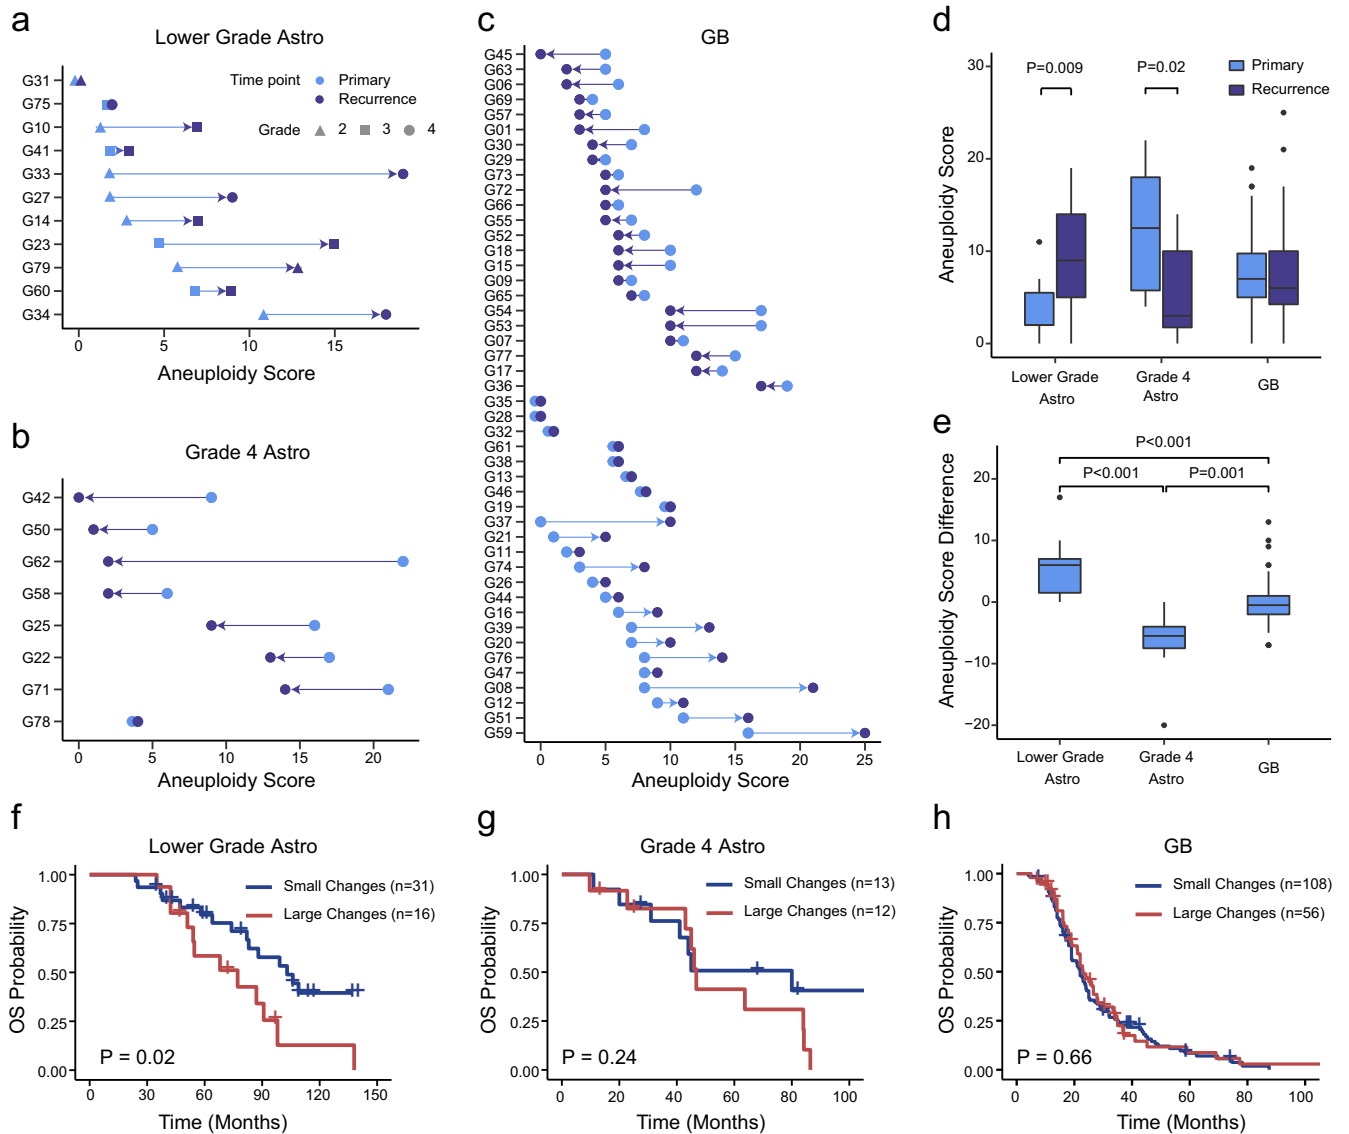 a
Lower Grade Astro
Time point
Primary
Recurrence
Grade
2
3
4
G31
G75
G10
G41
G33
G27
G14
G23
G79
G60
G34
0
5
10
15
Aneuploidy Score
b
Grade 4 Astro
G42
G50
G62
G58
G25
G22
G71
G78
0
5
10
15
20
Aneuploidy Score
c
GB
G45
G63
G06
G69
G57
G01
G30
G29
G73
G72
G66
G55
G52
G18
G15
G09
G65
G54
G53
G07
G77
G17
G36
G35
G28
G32
G61
G38
G13
G46
G19
G37
G21
G11
G74
G26
G44
G16
G39
G20
G76
G47
G08
G12
G51
G59
0
5
10
15
20
25
Aneuploidy Score
d
Aneuploidy Score
30
20
10
0
P=0.009
P=0.02
Primary
Recurrence
Lower Grade
Astro
Grade 4
Astro
GB
e
Aneuploidy Score Difference
20
10
0
−10
−20
P<0.001
P<0.001
P=0.001
Lower Grade
Astro
Grade 4
Astro
GB
f
Lower Grade Astro
OS Probability
1.00
0.75
0.50
0.25
0.00
Small Changes (n=31)
Large Changes (n=16)
P = 0.02
0
30
60
90
120
150
Time (Months)
g
Grade 4 Astro
OS Probability
1.00
0.75
0.50
0.25
0.00
Small Changes (n=13)
Large Changes (n=12)
P = 0.24
0
20
40
60
80
100
Time (Months)
h
GB
OS Probability
1.00
0.75
0.50
0.25
0.00
Small Changes (n=108)
Large Changes (n=56)
P = 0.66
0
20
40
60
80
100
Time (Months)